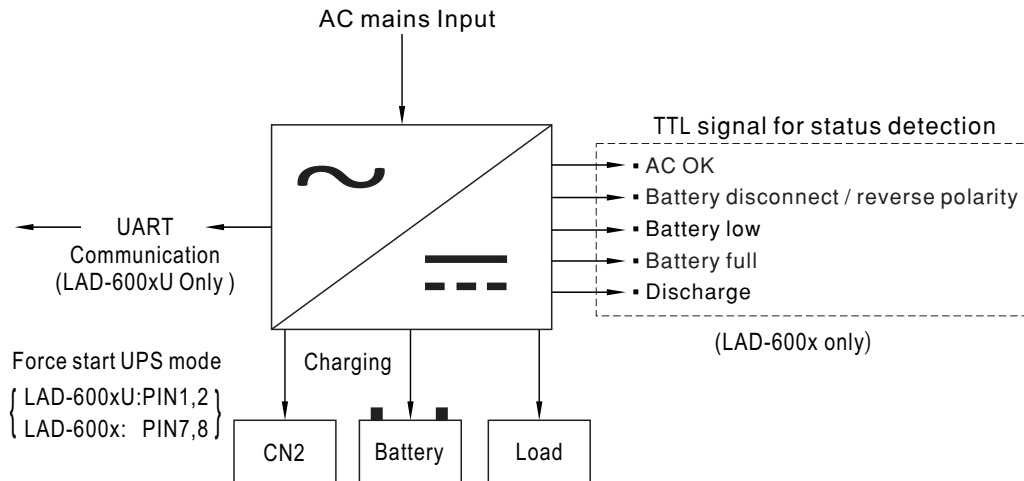 AC mains Input
TTL signal for status detection
▪ AC OK
▪ Battery disconnect / reverse polarity
▪ Battery low
▪ Battery full
▪ Discharge
(LAD-600x only)
UART
Communication
(LAD-600xU Only )
Force start UPS mode
LAD-600xU:PIN1,2
LAD-600x: PIN7,8
Charging
CN2
Battery
Load